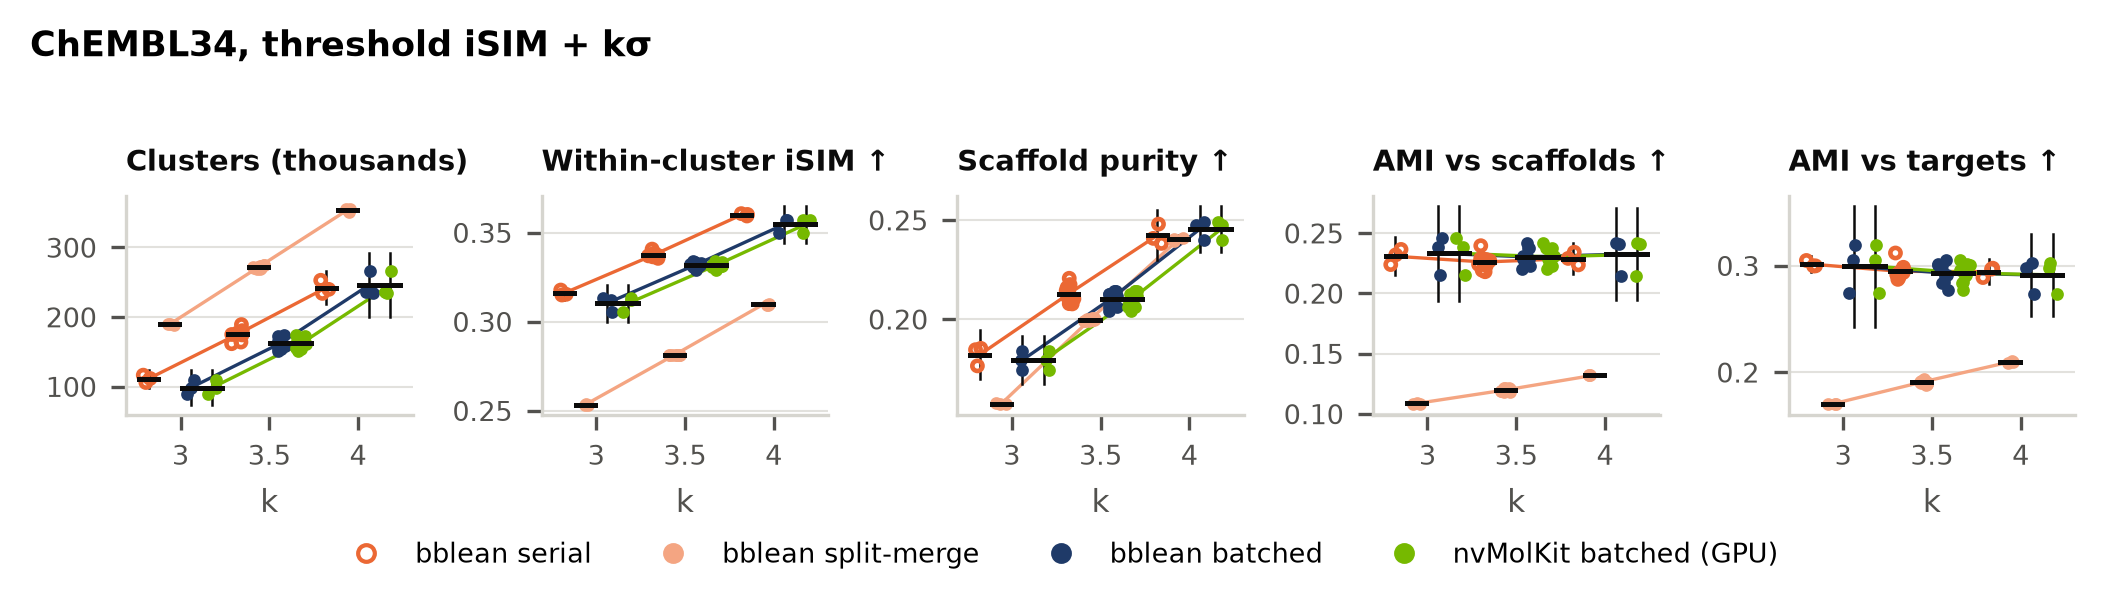 ChEMBL34, threshold iSIM + kσ
Clusters (thousands)
300
200
100
3 3.5 4
k
Within-cluster iSIM ↑
0.35
0.30
0.25
3 3.5 4
k
Scaffold purity ↑
0.25
0.20
3 3.5 4
k
AMI vs scaffolds ↑
0.25
0.20
0.15
0.10
3 3.5 4
k
AMI vs targets ↑
0.3
0.2
3 3.5 4
k
bblean serial
bblean split-merge
bblean batched
nvMolKit batched (GPU)